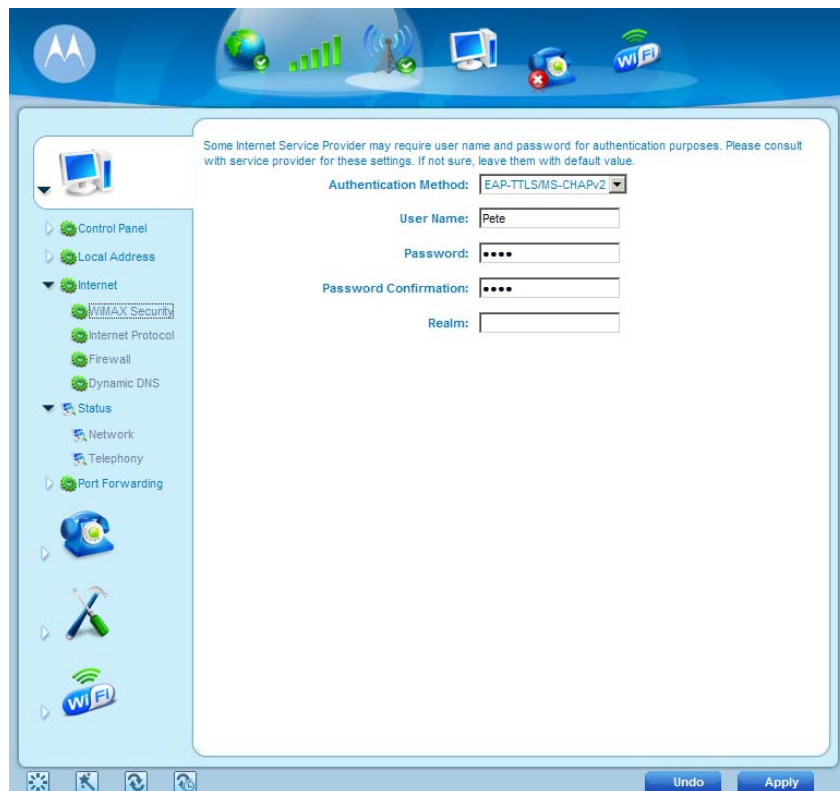 WiFi
Some Internet Service Provider may require user name and password for authentication purposes. Please consult
with service provider for these settings. If not sure, leave them with default value.
Authentication Method: EAP-TTLS/MS-CHAPv2
User Name: Pete
Password: ••••
Password Confirmation: ••••
Realm:
Control Panel
Local Address
Internet
WiMAX Security
Internet Protocol
Firewall
Dynamic DNS
Status
Network
Telephony
Port Forwarding
WiFi
Undo Apply